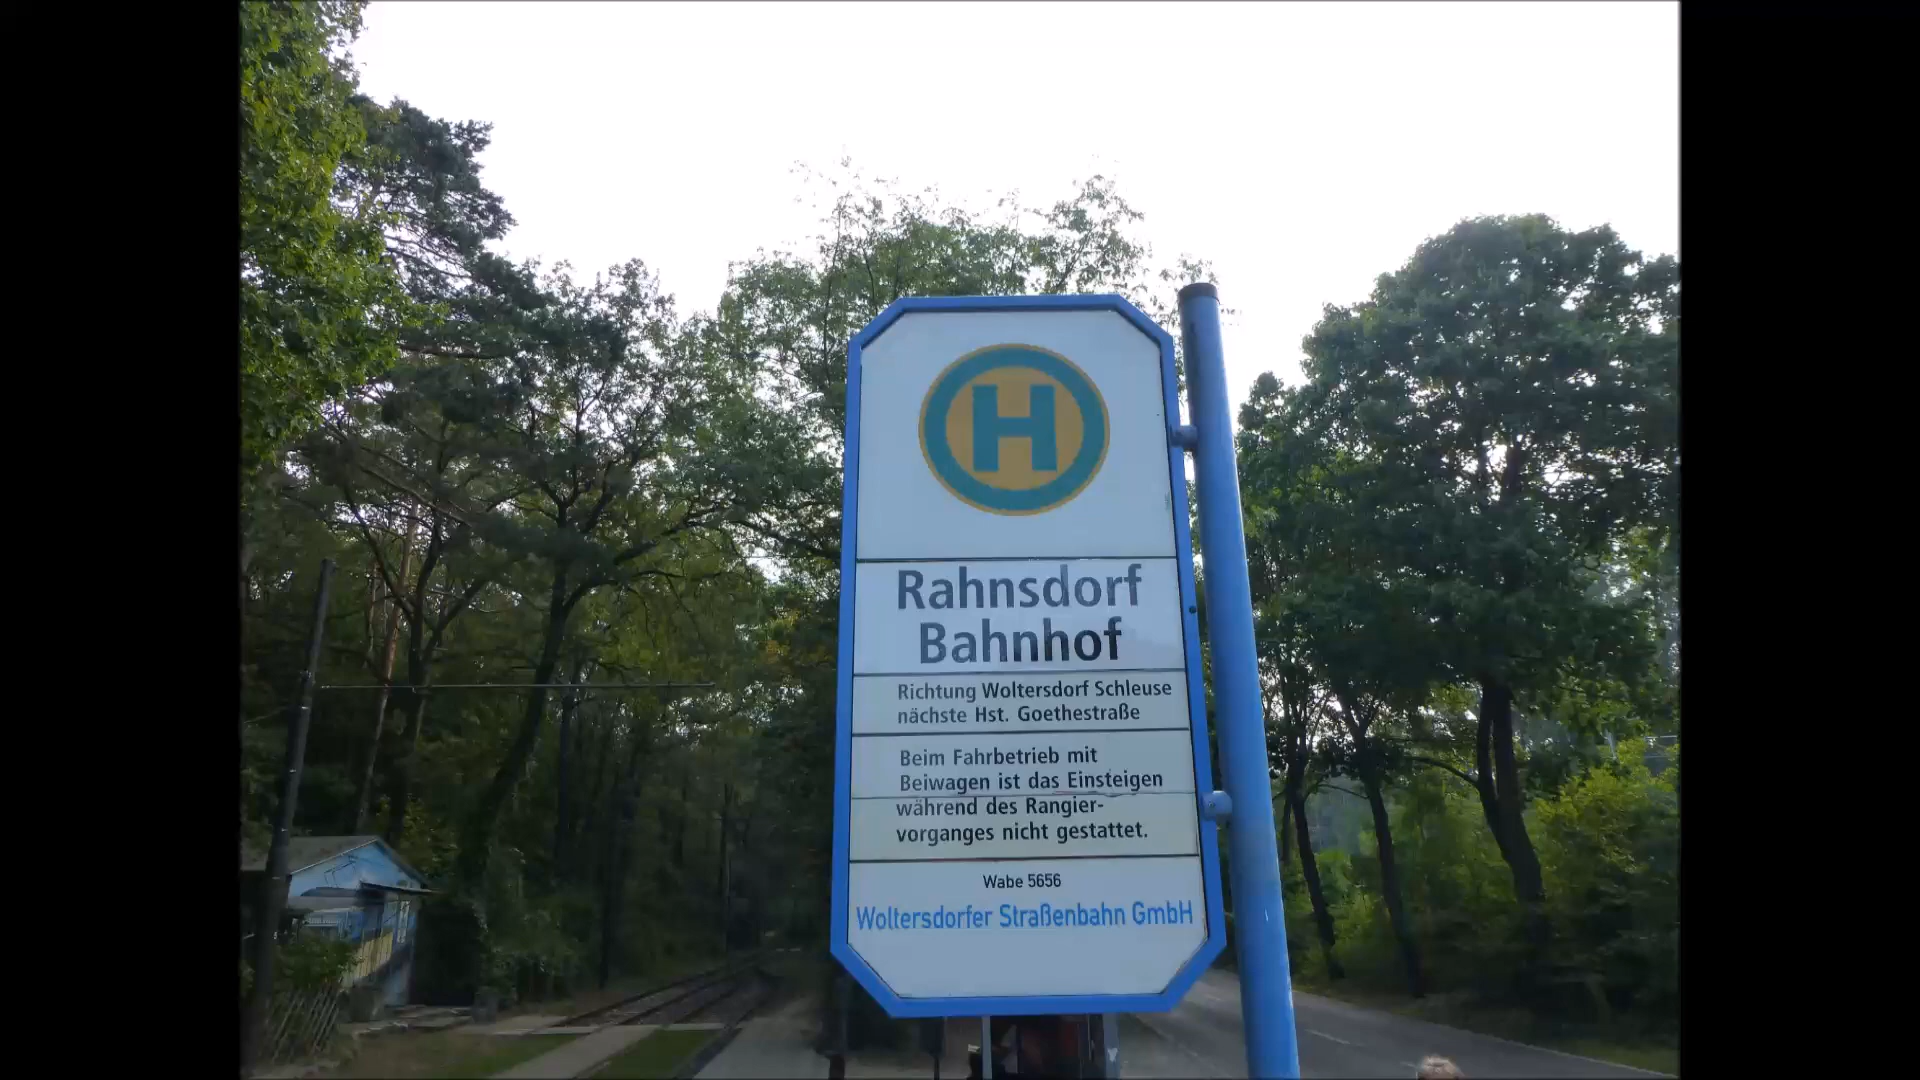 H
Rahnsdorf
Bahnhof
Richtung Woltersdorf Schleuse
nächste Hst. Goethestraße
Beim Fahrbetrieb mit
Beiwagen ist das Einsteigen
während des Rangier-
vorganges nicht gestattet.
Wabe 5656
Woltersdorfer Straßenbahn GmbH